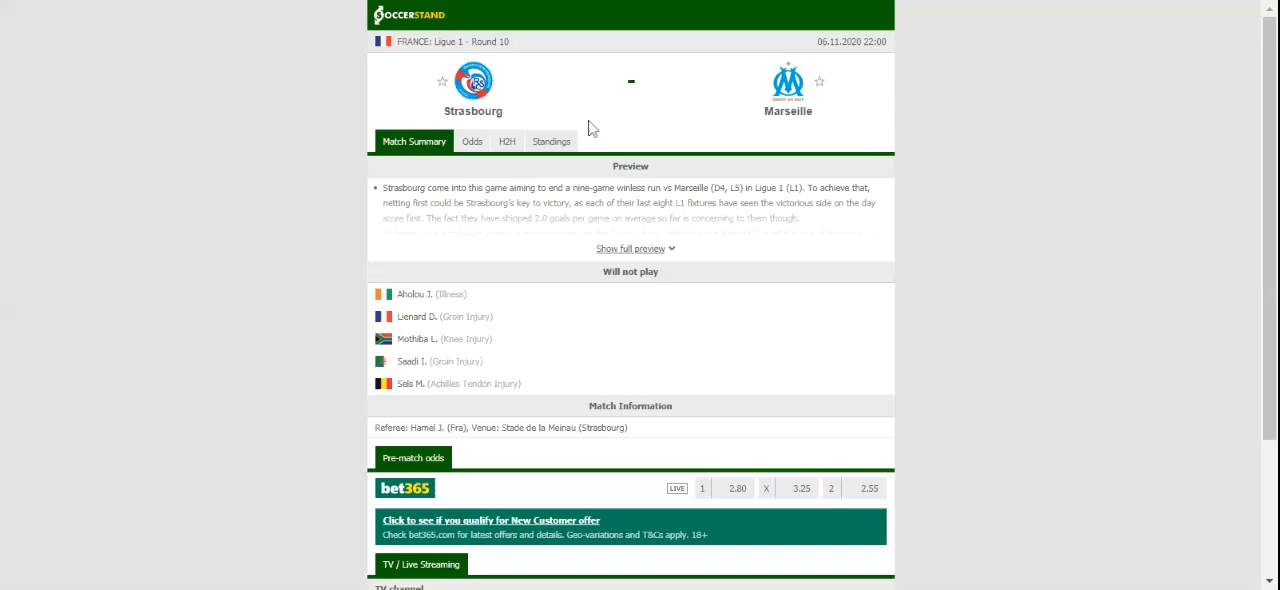 SOCCERSTAND
FRANCE: Ligue 1 - Round 10 06.11.2020 22:00
Strasbourg - Marseille
Match Summary Odds H2H Standings
Preview
• Strasbourg come into this game aiming to end a nine-game winless run vs Marseille (D4, L5) in Ligue 1 (L1). To achieve that,
netting first could be Strasbourg's key to victory, as each of their last eight L1 fixtures have seen the victorious side on the day
score first. The fact they have shipped 2.0 goals per game on average so far is concerning to them though.
Show full preview
Will not play
Aholou J. (Illness)
Lienard D. (Groin Injury)
Mothiba L. (Knee Injury)
Saadi I. (Groin Injury)
Sels M. (Achilles Tendon Injury)
Match Information
Referee: Hamel J. (Fra), Venue: Stade de la Meinau (Strasbourg)
Pre-match odds
bet365 LIVE 1 2.80 X 3.25 2 2.55
Click to see if you qualify for New Customer offer
Check bet365.com for latest offers and details. Geo-variations and T&Cs apply. 18+
TV / Live Streaming
TV channel